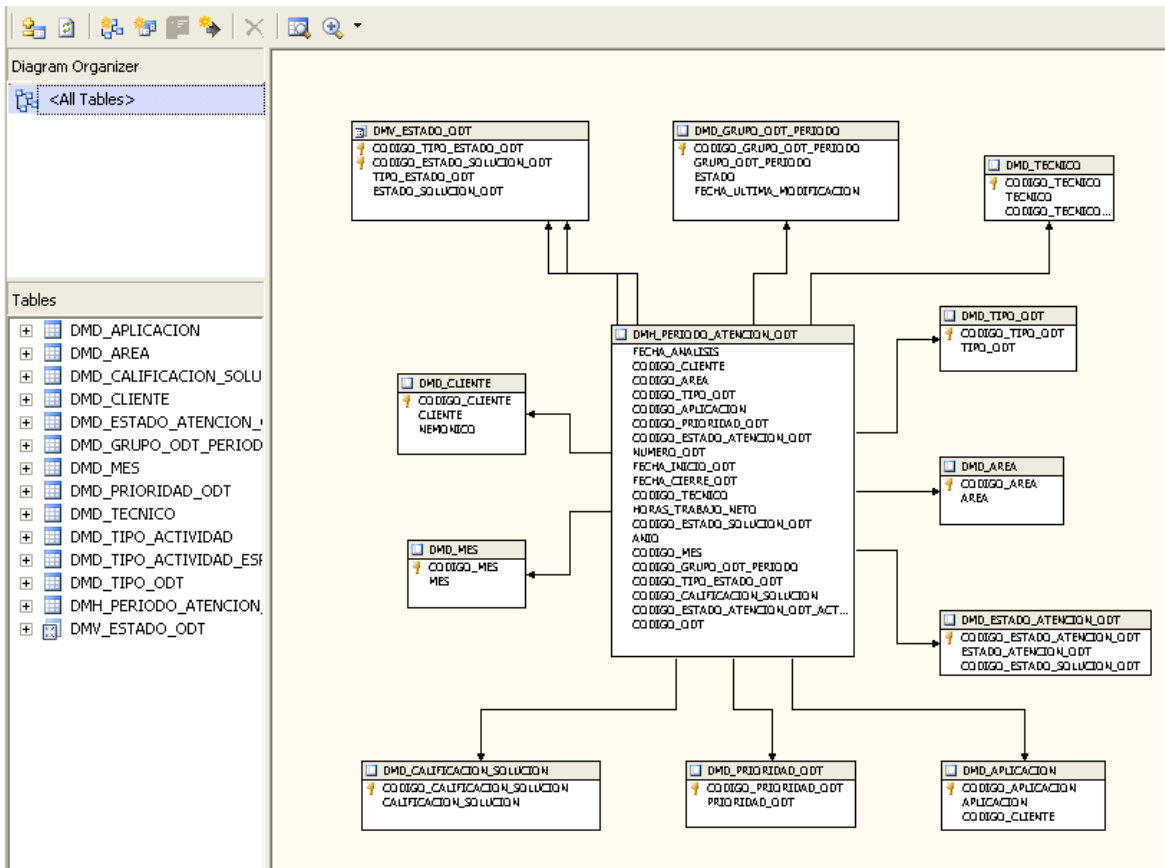 Diagram Organizer
<All Tables>
Tables
DMD_APLICACION
DMD_AREA
DMD_CALIFICACION_SOLU
DMD_CLIENTE
DMD_ESTADO_ATENCION_
DMD_GRUPO_ODT_PERIOD
DMD_MES
DMD_PRIORIDAD_ODT
DMD_TECNICO
DMD_TIPO_ACTIVIDAD
DMD_TIPO_ACTIVIDAD_ESP
DMD_TIPO_ODT
DMH_PERIODO_ATENCION_
DMV_ESTADO_ODT
DMV_ESTADO_ODT
CODIGO_TIPO_ESTADO_ODT
CODIGO_ESTADO_SOLUCION_ODT
TIPO_ESTADO_ODT
ESTADO_SOLUCION_ODT
DMD_GRUPO_ODT_PERIODO
CODIGO_GRUPO_ODT_PERIODO
GRUPO_ODT_PERIODO
ESTADO
FECHA_ULTIMA_MODIFICACION
DMD_TECNICO
CODIGO_TECNICO
TECNICO
CODIGO_TECNICO...
DMH_PERIODO_ATENCION_ODT
FECHA_ANALISIS
CODIGO_CLIENTE
CODIGO_AREA
CODIGO_TIPO_ODT
CODIGO_APLICACION
CODIGO_PRIORIDAD_ODT
CODIGO_ESTADO_ATENCION_ODT
NUMERO_ODT
FECHA_INICIO_ODT
FECHA_CIERRE_ODT
CODIGO_TECNICO
HORAS_TRABAJO_NETO
CODIGO_ESTADO_SOLUCION_ODT
ANIO
CODIGO_MES
CODIGO_GRUPO_ODT_PERIODO
CODIGO_TIPO_ESTADO_ODT
CODIGO_CALIFICACION_SOLUCION
CODIGO_ESTADO_ATENCION_ODT_ACT...
CODIGO_ODT
DMD_TIPO_ODT
CODIGO_TIPO_ODT
TIPO_ODT
DMD_CLIENTE
CODIGO_CLIENTE
CLIENTE
NEMONICO
DMD_AREA
CODIGO_AREA
AREA
DMD_MES
CODIGO_MES
MES
DMD_ESTADO_ATENCION_ODT
CODIGO_ESTADO_ATENCION_ODT
ESTADO_ATENCION_ODT
CODIGO_ESTADO_SOLUCION_ODT
DMD_CALIFICACION_SOLUCION
CODIGO_CALIFICACION_SOLUCION
CALIFICACION_SOLUCION
DMD_PRIORIDAD_ODT
CODIGO_PRIORIDAD_ODT
PRIORIDAD_ODT
DMD_APLICACION
CODIGO_APLICACION
APLICACION
CODIGO_CLIENTE